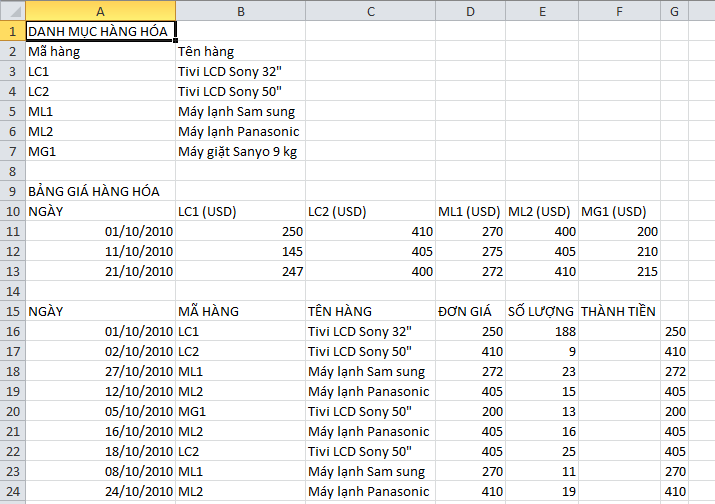 A B C D E F G
1 DANH MỤC HÀNG HÓA
2 Mã hàng Tên hàng
3 LC1 Tivi LCD Sony 32"
4 LC2 Tivi LCD Sony 50"
5 ML1 Máy lạnh Sam sung
6 ML2 Máy lạnh Panasonic
7 MG1 Máy giặt Sanyo 9 kg
8
9 BẢNG GIÁ HÀNG HÓA
10 NGÀY LC1 (USD) LC2 (USD) ML1 (USD) ML2 (USD) MG1 (USD)
11 01/10/2010 250 410 270 400 200
12 11/10/2010 145 405 275 405 210
13 21/10/2010 247 400 272 410 215
14
15 NGÀY MÃ HÀNG TÊN HÀNG ĐƠN GIÁ SỐ LƯỢNG THÀNH TIỀN
16 01/10/2010 LC1 Tivi LCD Sony 32" 250 188 250
17 02/10/2010 LC2 Tivi LCD Sony 50" 410 9 410
18 27/10/2010 ML1 Máy lạnh Sam sung 272 23 272
19 12/10/2010 ML2 Máy lạnh Panasonic 405 15 405
20 05/10/2010 MG1 Tivi LCD Sony 50" 200 13 200
21 16/10/2010 ML2 Máy lạnh Panasonic 405 16 405
22 18/10/2010 LC2 Tivi LCD Sony 50" 405 25 405
23 08/10/2010 ML1 Máy lạnh Sam sung 270 11 270
24 24/10/2010 ML2 Máy lạnh Panasonic 410 19 410